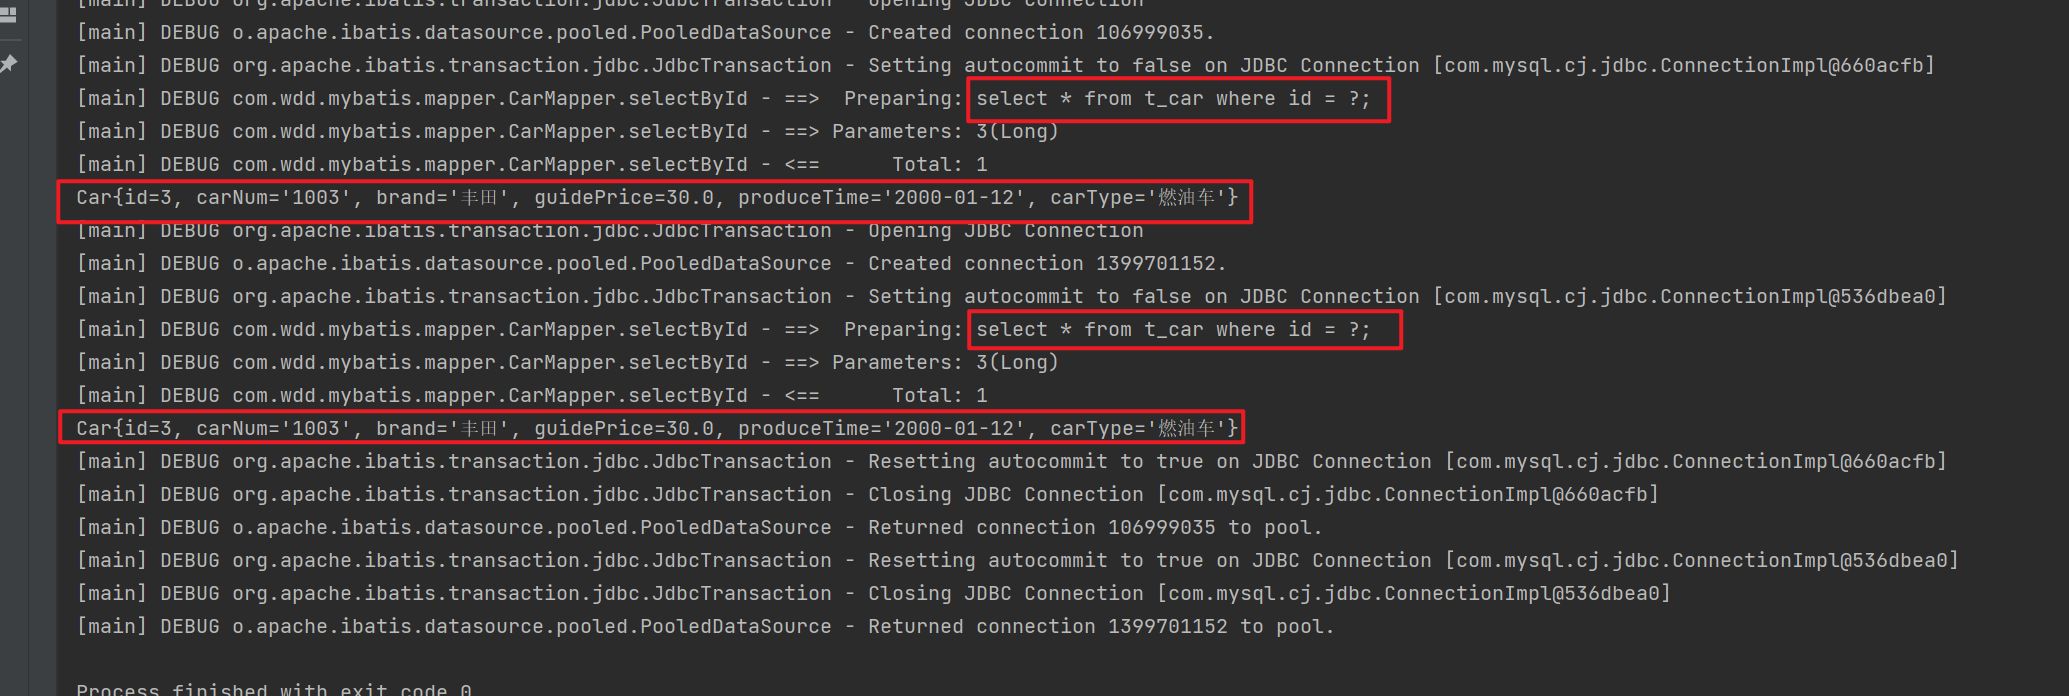 [main] DEBUG org.apache.ibatis.transaction.jdbc.JdbcTransaction - Opening JDBC Connection
[main] DEBUG o.apache.ibatis.datasource.pooled.PooledDataSource - Created connection 106999035.
[main] DEBUG org.apache.ibatis.transaction.jdbc.JdbcTransaction - Setting autocommit to false on JDBC Connection [com.mysql.cj.jdbc.ConnectionImpl@660acfb]
[main] DEBUG com.wdd.mybatis.mapper.CarMapper.selectById - ==>  Preparing: select * from t_car where id = ?;
[main] DEBUG com.wdd.mybatis.mapper.CarMapper.selectById - ==> Parameters: 3(Long)
[main] DEBUG com.wdd.mybatis.mapper.CarMapper.selectById - <==      Total: 1
Car{id=3, carNum='1003', brand='丰田', guidePrice=30.0, produceTime='2000-01-12', carType='燃油车'}
[main] DEBUG org.apache.ibatis.transaction.jdbc.JdbcTransaction - Opening JDBC Connection
[main] DEBUG o.apache.ibatis.datasource.pooled.PooledDataSource - Created connection 1399701152.
[main] DEBUG org.apache.ibatis.transaction.jdbc.JdbcTransaction - Setting autocommit to false on JDBC Connection [com.mysql.cj.jdbc.ConnectionImpl@536dbea0]
[main] DEBUG com.wdd.mybatis.mapper.CarMapper.selectById - ==>  Preparing: select * from t_car where id = ?;
[main] DEBUG com.wdd.mybatis.mapper.CarMapper.selectById - ==> Parameters: 3(Long)
[main] DEBUG com.wdd.mybatis.mapper.CarMapper.selectById - <==      Total: 1
Car{id=3, carNum='1003', brand='丰田', guidePrice=30.0, produceTime='2000-01-12', carType='燃油车'}
[main] DEBUG org.apache.ibatis.transaction.jdbc.JdbcTransaction - Resetting autocommit to true on JDBC Connection [com.mysql.cj.jdbc.ConnectionImpl@660acfb]
[main] DEBUG org.apache.ibatis.transaction.jdbc.JdbcTransaction - Closing JDBC Connection [com.mysql.cj.jdbc.ConnectionImpl@660acfb]
[main] DEBUG o.apache.ibatis.datasource.pooled.PooledDataSource - Returned connection 106999035 to pool.
[main] DEBUG org.apache.ibatis.transaction.jdbc.JdbcTransaction - Resetting autocommit to true on JDBC Connection [com.mysql.cj.jdbc.ConnectionImpl@536dbea0]
[main] DEBUG org.apache.ibatis.transaction.jdbc.JdbcTransaction - Closing JDBC Connection [com.mysql.cj.jdbc.ConnectionImpl@536dbea0]
[main] DEBUG o.apache.ibatis.datasource.pooled.PooledDataSource - Returned connection 1399701152 to pool.
Process finished with exit code 0